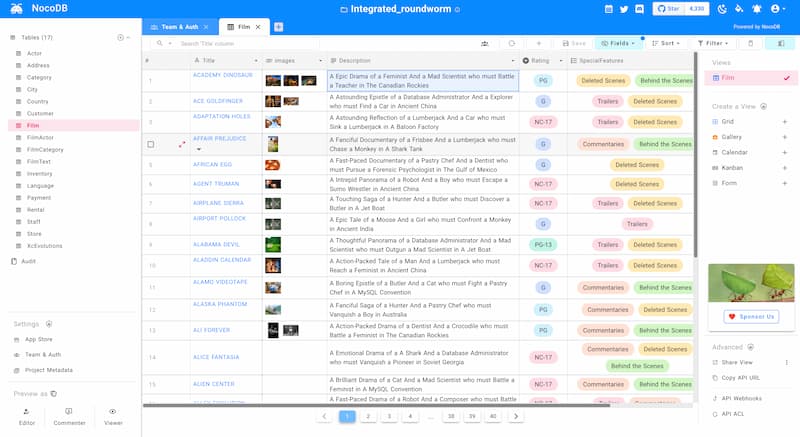 NocoDB
Integrated_roundworm
Star 4,330
Team & Auth
Film
Powered by NocoDB
Tables (17)
Actor
Address
Category
City
Country
Customer
Film
FilmActor
FilmCategory
FilmText
Inventory
Language
Payment
Rental
Staff
Store
XcEvolutions
Audit
Settings
App Store
Team & Auth
Project Metadata
Preview as
Editor Commenter Viewer
Search 'Title' column
Save Fields Sort Filter
# Title images Description Rating SpecialFeatures
1 ACADEMY DINOSAUR A Epic Drama of a Feminist And a Mad Scientist who must Battle a Teacher in The Canadian Rockies PG Deleted Scenes Behind the Scenes
2 ACE GOLDFINGER A Astounding Epistle of a Database Administrator And a Explorer who must Find a Car in Ancient China G Trailers Deleted Scenes
3 ADAPTATION HOLES A Astounding Reflection of a Lumberjack And a Car who must Sink a Lumberjack in A Baloon Factory NC-17 Trailers Deleted Scenes
AFFAIR PREJUDICE A Fanciful Documentary of a Frisbee And a Lumberjack who must Chase a Monkey in A Shark Tank G Commentaries Behind the Scenes
5 AFRICAN EGG A Fast-Paced Documentary of a Pastry Chef And a Dentist who must Pursue a Forensic Psychologist in The Gulf of Mexico G Deleted Scenes
6 AGENT TRUMAN A Intrepid Panorama of a Robot And a Boy who must Escape a Sumo Wrestler in Ancient China NC-17 Deleted Scenes
7 AIRPLANE SIERRA A Touching Saga of a Hunter And a Butler who must Discover a Butler in A Jet Boat NC-17 Trailers Deleted Scenes
8 AIRPORT POLLOCK A Epic Tale of a Moose And a Girl who must Confront a Monkey in Ancient India G Trailers
9 ALABAMA DEVIL A Thoughtful Panorama of a Database Administrator And a Mad Scientist who must Outgun a Mad Scientist in A Jet Boat PG-13 Trailers Deleted Scenes
10 ALADDIN CALENDAR A Action-Packed Tale of a Man And a Lumberjack who must Reach a Feminist in Ancient China NC-17 Trailers Deleted Scenes
11 ALAMO VIDEOTAPE A Boring Epistle of a Butler And a Cat who must Fight a Pastry Chef in A MySQL Convention G Commentaries Behind the Scenes
12 ALASKA PHANTOM A Fanciful Saga of a Hunter And a Pastry Chef who must Vanquish a Boy in Australia PG Commentaries Deleted Scenes
13 ALI FOREVER A Action-Packed Drama of a Dentist And a Crocodile who must Battle a Feminist in The Canadian Rockies PG Deleted Scenes Behind the Scenes
14 ALICE FANTASIA A Emotional Drama of a A Shark And a Database Administrator who must Vanquish a Pioneer in Soviet Georgia NC-17 Commentaries Deleted Scenes Behind the Scenes
15 ALIEN CENTER A Brilliant Drama of a Cat And a Mad Scientist who must Battle a Feminist in A MySQL Convention NC-17 Commentaries Behind the Scenes
1 2 3 4 ... 38 39 40
Views
Film
Create a View
Grid
Gallery
Calendar
Kanban
Form
Sponsor Us
Advanced
Share View
Copy API URL
API Webhooks
API ACL